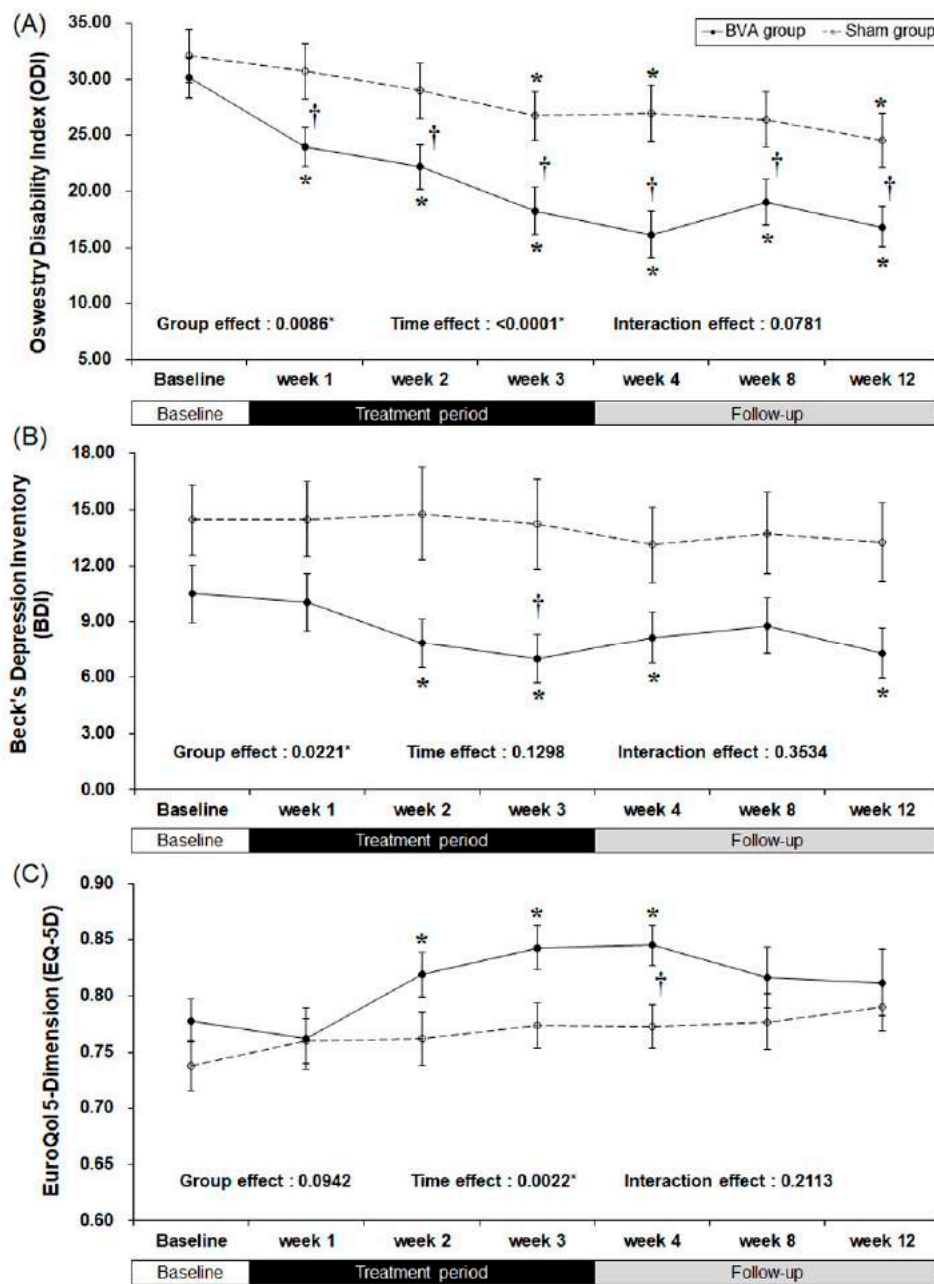 (A)
35.00
BVA group Sham group
30.00
* * *
†
25.00
† † † †
*
20.00
*
†
*
15.00
* * *
10.00
Group effect : 0.0086* Time effect : <0.0001* Interaction effect : 0.0781
5.00
Oswestry Disability Index (ODI)
Baseline week 1 week 2 week 3 week 4 week 8 week 12
Baseline Treatment period Follow-up
(B)
18.00
15.00
12.00
†
9.00
6.00
* * * *
3.00
Group effect : 0.0221* Time effect : 0.1298 Interaction effect : 0.3534
0.00
Beck's Depression Inventory
(BDI)
Baseline week 1 week 2 week 3 week 4 week 8 week 12
Baseline Treatment period Follow-up
(C)
0.90
* * *
0.85
†
0.80
0.75
0.70
0.65
Group effect : 0.0942 Time effect : 0.0022* Interaction effect : 0.2113
0.60
EuroQol 5-Dimension (EQ-5D)
Baseline week 1 week 2 week 3 week 4 week 8 week 12
Baseline Treatment period Follow-up